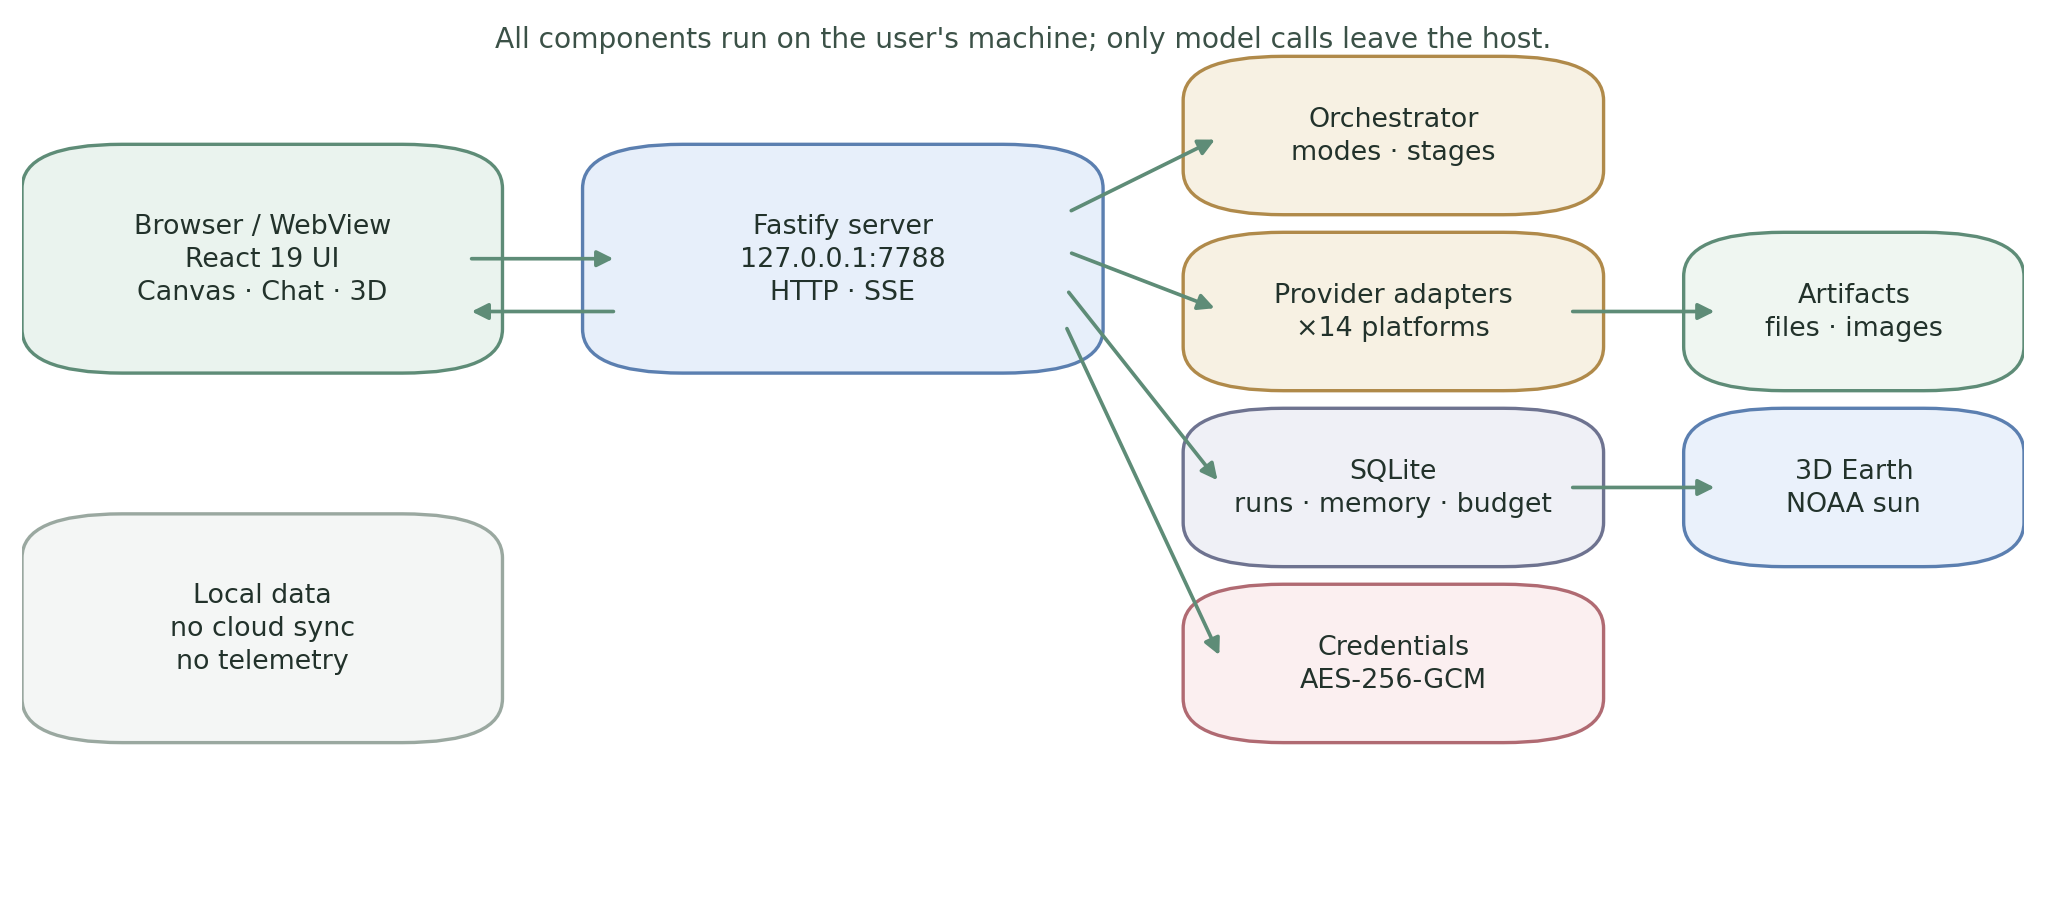 All components run on the user's machine; only model calls leave the host.
Browser / WebView
React 19 UI
Canvas · Chat · 3D
Fastify server
127.0.0.1:7788
HTTP · SSE
Orchestrator
modes · stages
Provider adapters
×14 platforms
Artifacts
files · images
SQLite
runs · memory · budget
3D Earth
NOAA sun
Local data
no cloud sync
no telemetry
Credentials
AES-256-GCM